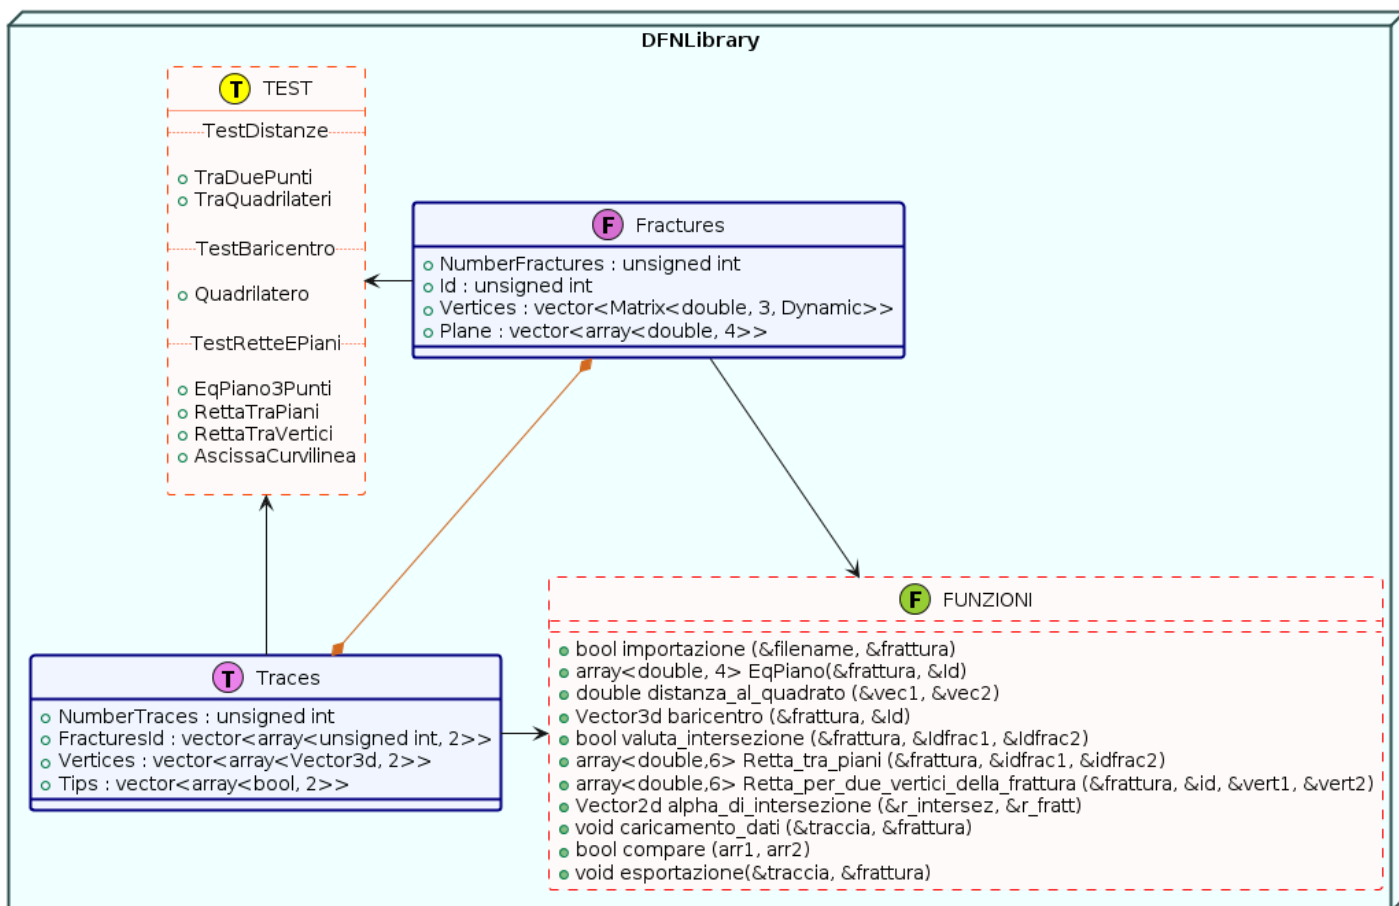 DFNLibrary
T TEST
TestDistanze
TraDuePunti
TraQuadrilateri
TestBaricentro
Quadrilatero
TestRetteEPiani
EqPiano3Punti
RettaTraPiani
RettaTraVertici
AscissaCurvilinea
F Fractures
NumberFractures : unsigned int
Id : unsigned int
Vertices : vector<Matrix<double, 3, Dynamic>>
Plane : vector<array<double, 4>>
T Traces
NumberTraces : unsigned int
FracturesId : vector<array<unsigned int, 2>>
Vertices : vector<array<Vector3d, 2>>
Tips : vector<array<bool, 2>>
F FUNZIONI
bool importazione (&filename, &frattura)
array<double, 4> EqPiano(&frattura, &Id)
double distanza_al_quadrato (&vec1, &vec2)
Vector3d baricentro (&frattura, &Id)
bool valuta_intersezione (&frattura, &Idfrac1, &Idfrac2)
array<double,6> Retta_tra_piani (&frattura, &idfrac1, &idfrac2)
array<double,6> Retta_per_due_vertici_della_frattura (&frattura, &id, &vert1, &vert2)
Vector2d alpha_di_intersezione (&r_intersez, &r_fratt)
void caricamento_dati (&traccia, &frattura)
bool compare (arr1, arr2)
void esportazione(&traccia, &frattura)